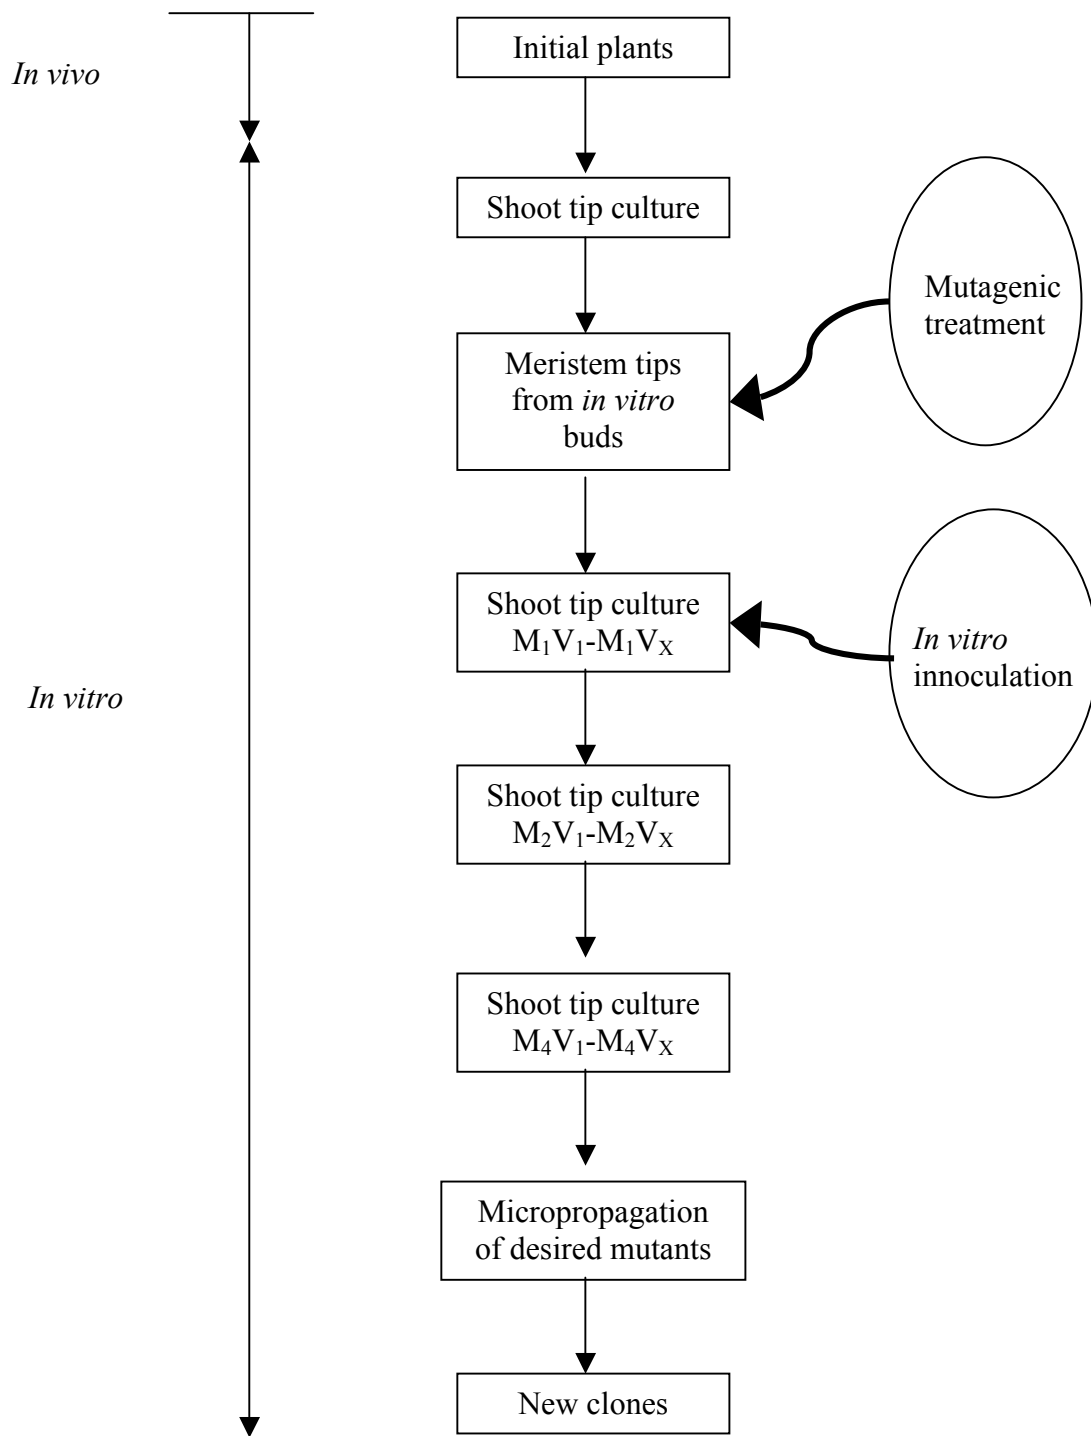 In vivo
Initial plants
Shoot tip culture
Mutagenic
treatment
Meristem tips
from in vitro
buds
Shoot tip culture
M₁V₁-M₁Vₓ
In vitro
innoculation
In vitro
Shoot tip culture
M₂V₁-M₂Vₓ
Shoot tip culture
M₄V₁-M₄Vₓ
Micropropagation
of desired mutants
New clones